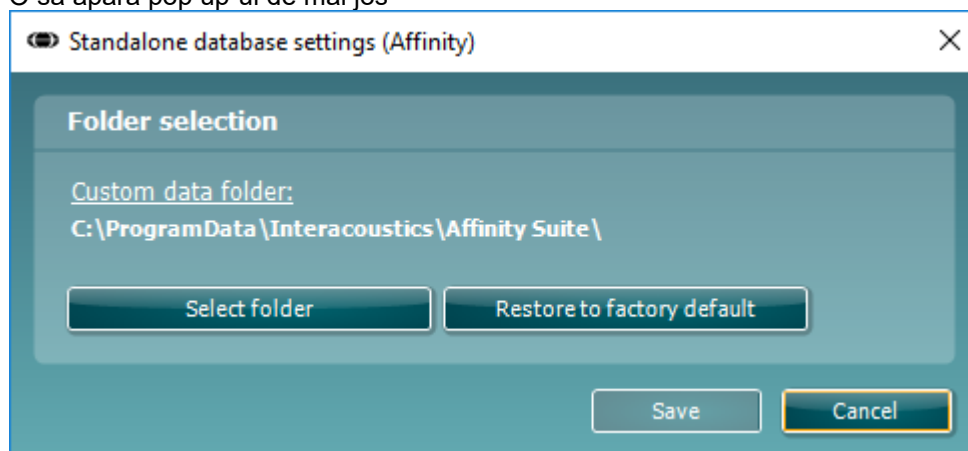 O să apară pop up-ul de mai jos
Standalone database settings (Affinity)
Folder selection
Custom data folder:
C:\ProgramData\Interacoustics\Affinity Suite\
Select folder Restore to factory default
Save Cancel